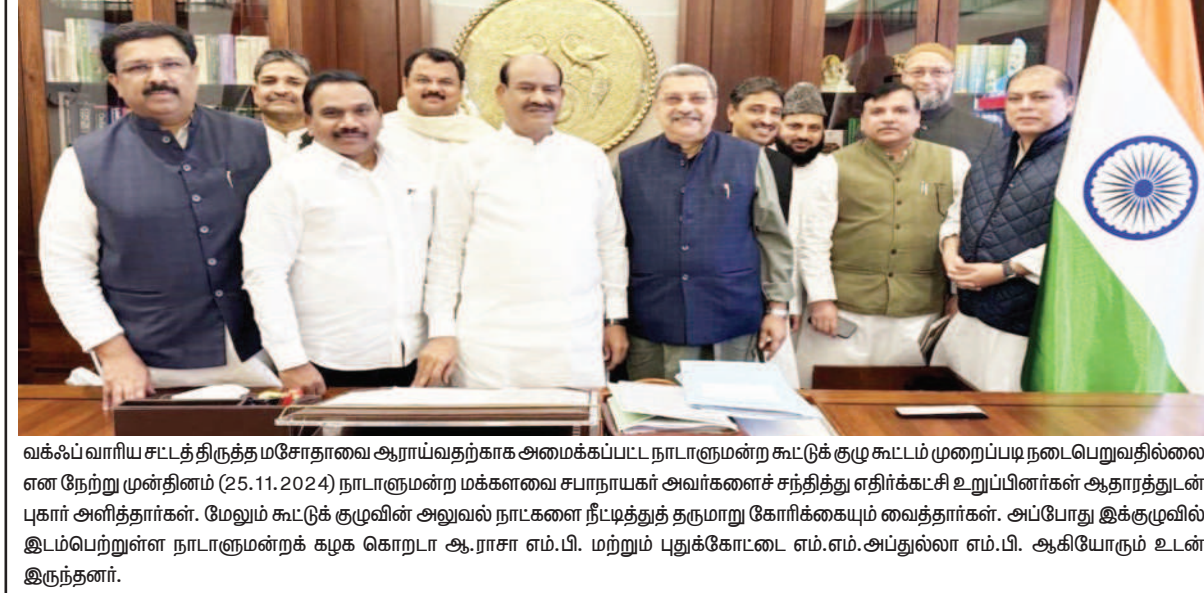 வக்ஃப் வாரிய சட்டத் திருத்த மசோதாவை ஆராய்வதற்காக அமைக்கப்பட்ட நாடாளுமன்ற கூட்டுக் குழு கூட்டம் முறைப்படி நடைபெறுவதில்லை
என நேற்று முன்தினம் (25.11.2024) நாடாளுமன்ற மக்களவை சபாநாயகர் அவர்களைச் சந்தித்து எதிர்க்கட்சி உறுப்பினர்கள் ஆதாரத்துடன்
புகார் அளித்தார்கள். மேலும் கூட்டுக் குழுவின் அலுவல் நாட்களை நீட்டித்துத் தருமாறு கோரிக்கையும் வைத்தார்கள். அப்போது இக்குழுவில்
இடம்பெற்றுள்ள நாடாளுமன்றக் கழக கொறடா ஆ.ராசா எம்.பி. மற்றும் புதுக்கோட்டை எம்.எம்.அப்துல்லா எம்.பி. ஆகியோரும் உடன்
இருந்தனர்.